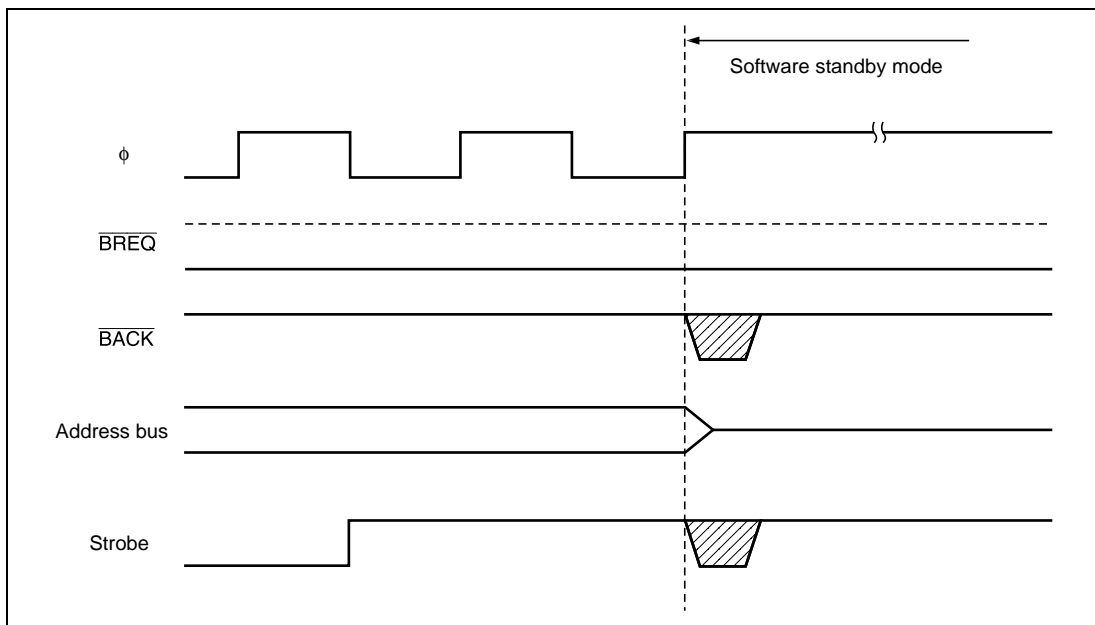 Software standby mode
φ
BREQ
BACK
Address bus
Strobe